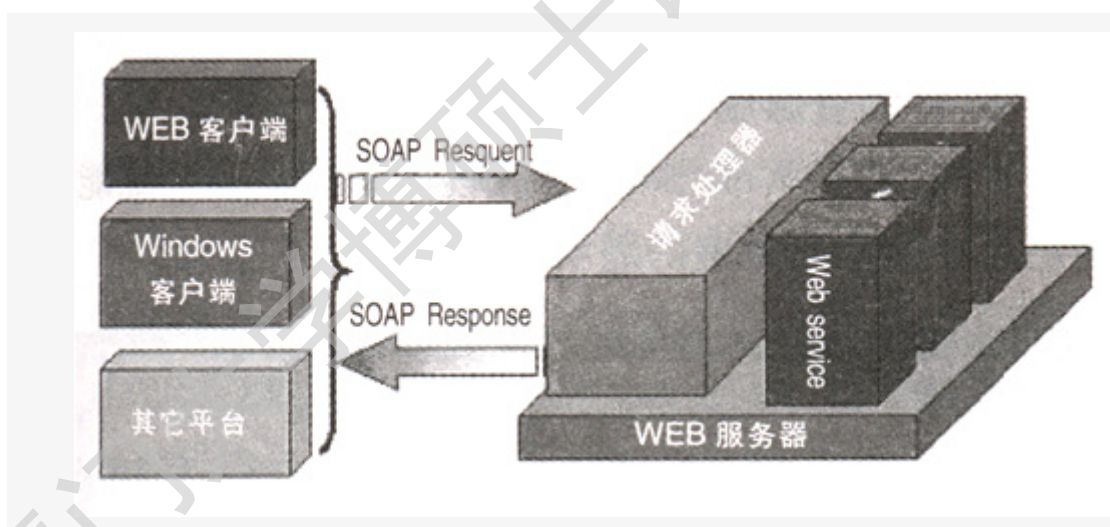 WEB 客户端
SOAP Resquent
请求处理器
Windows
客户端
SOAP Response
Web service
其它平台
WEB 服务器